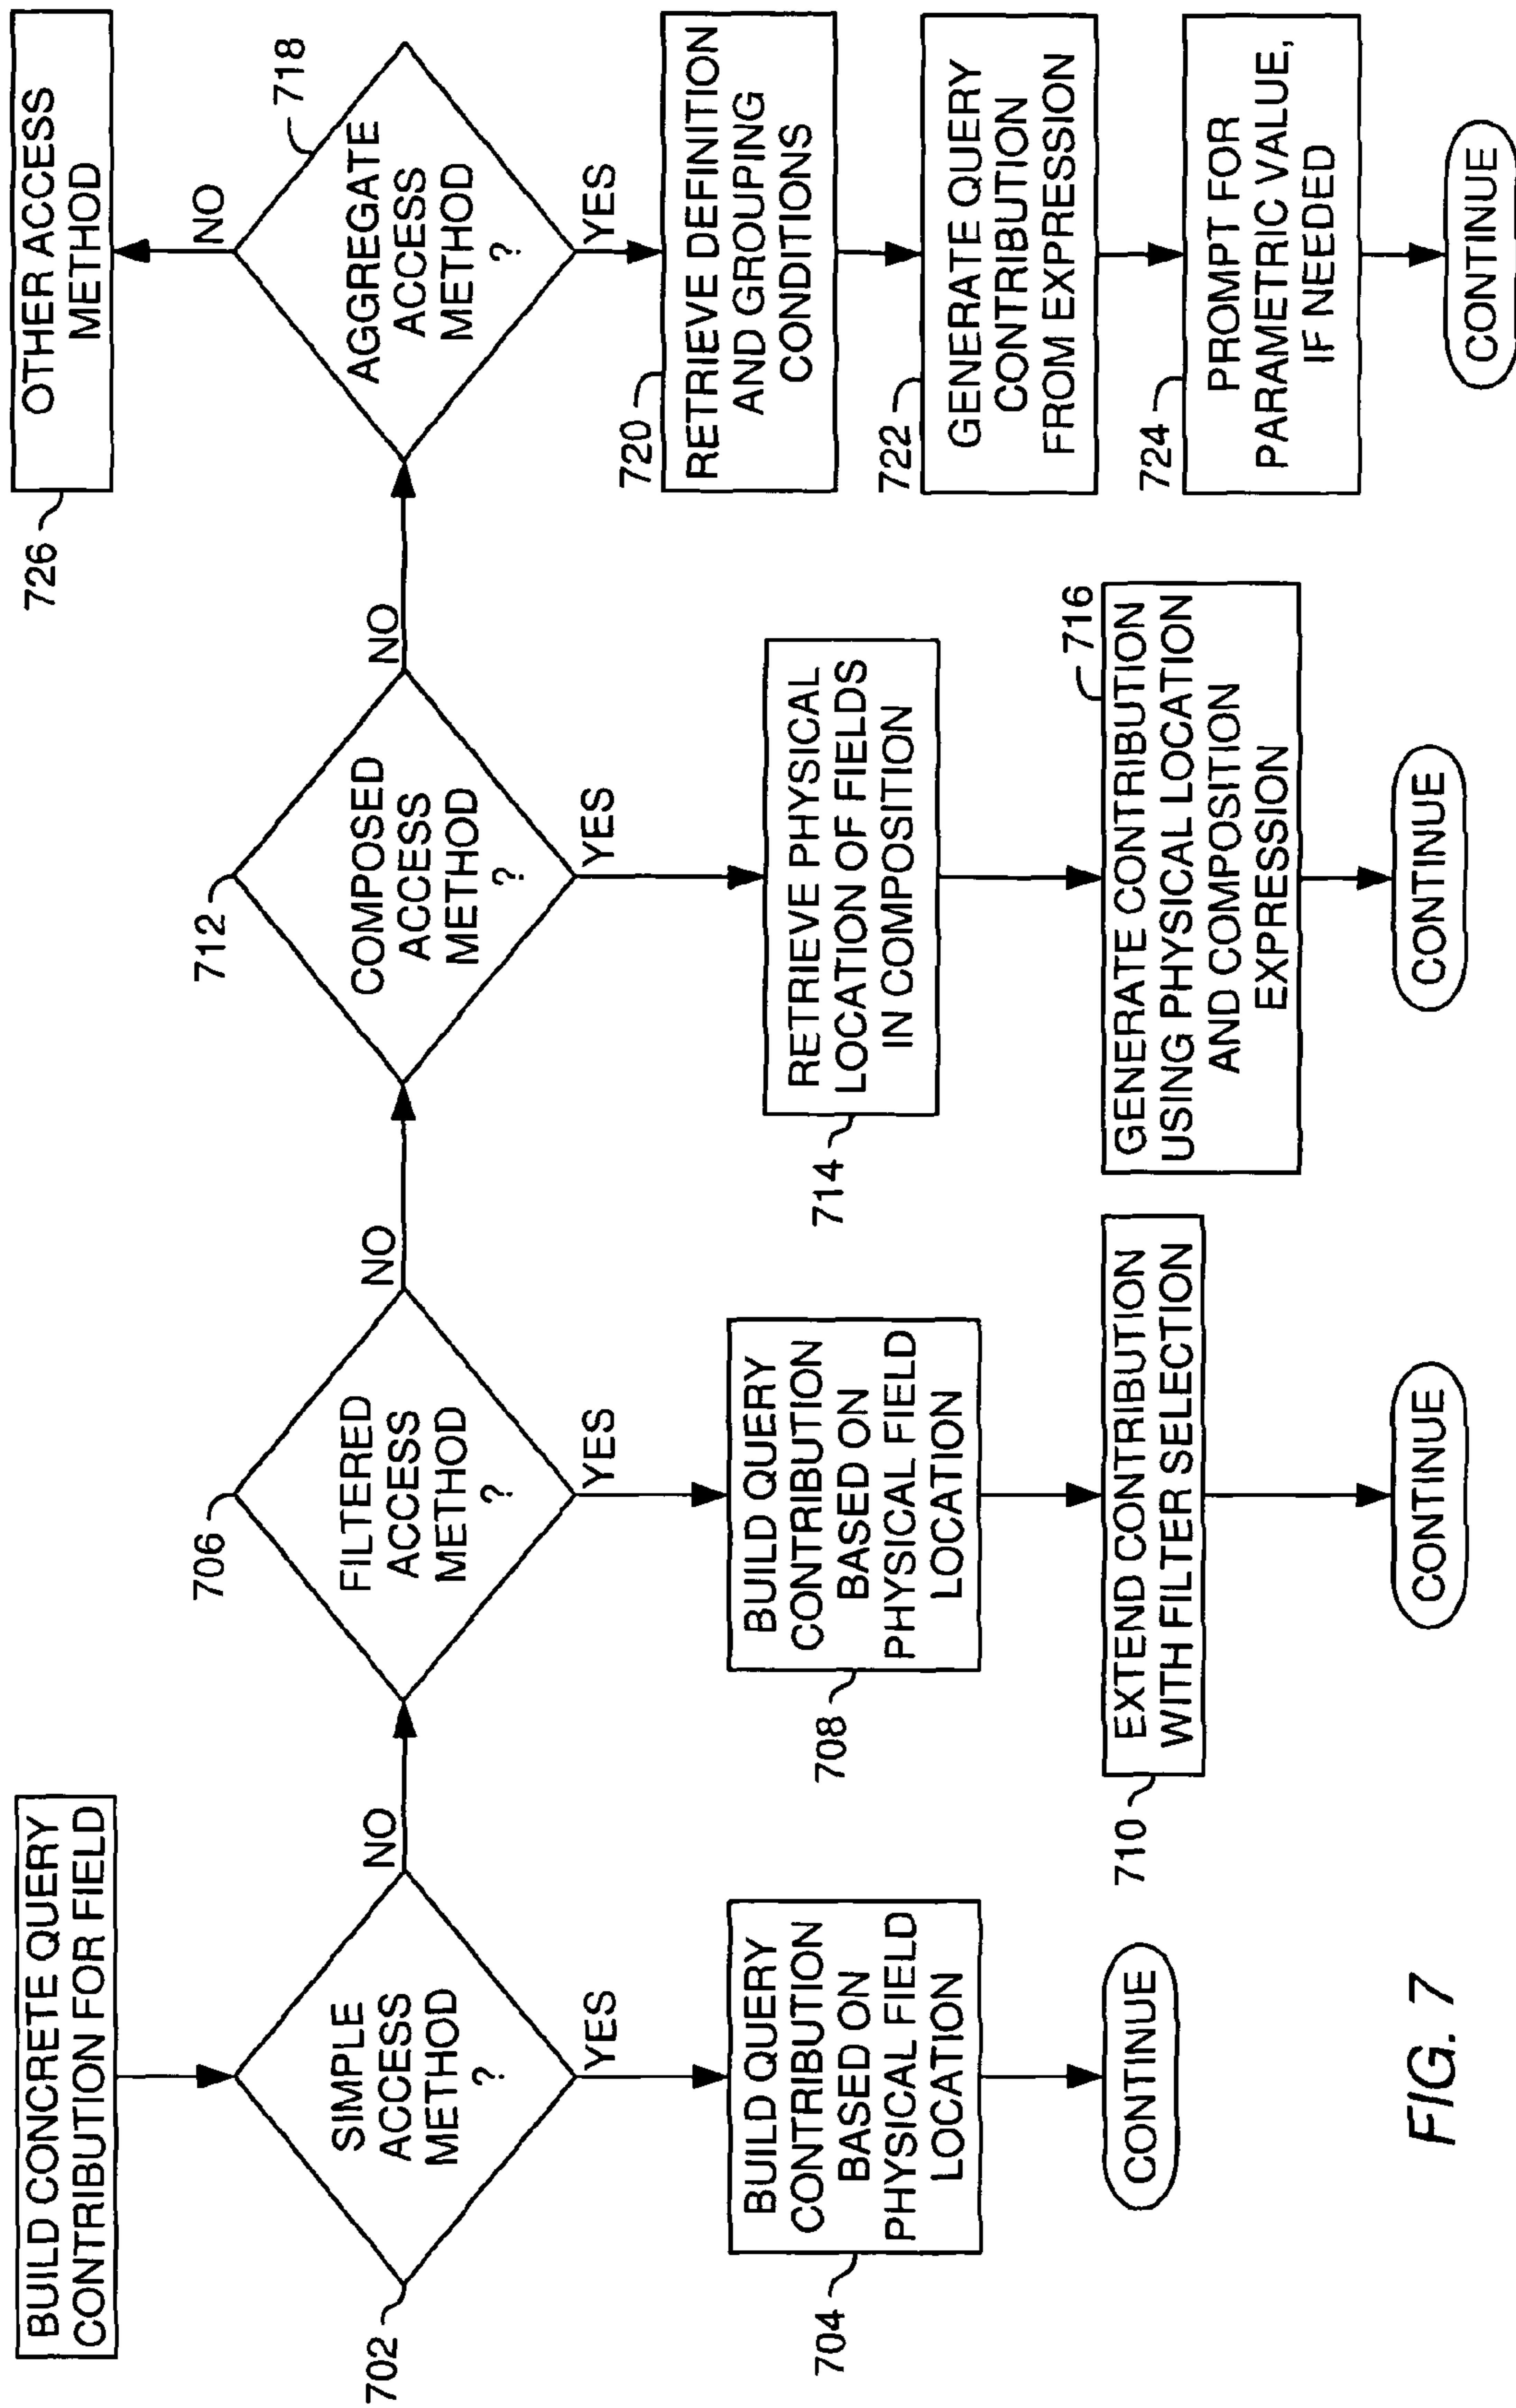 BUILD CONCRETE QUERY
CONTRIBUTION FOR FIELD
702
SIMPLE
ACCESS
METHOD
?
NO
YES
704
BUILD QUERY
CONTRIBUTION
BASED ON
PHYSICAL FIELD
LOCATION
CONTINUE
706
FILTERED
ACCESS
METHOD
?
NO
YES
708
BUILD QUERY
CONTRIBUTION
BASED ON
PHYSICAL FIELD
LOCATION
710
EXTEND CONTRIBUTION
WITH FILTER SELECTION
CONTINUE
712
COMPOSED
ACCESS
METHOD
?
NO
YES
714
RETRIEVE PHYSICAL
LOCATION OF FIELDS
IN COMPOSITION
716
GENERATE CONTRIBUTION
USING PHYSICAL LOCATION
AND COMPOSITION
EXPRESSION
CONTINUE
718
AGGREGATE
ACCESS
METHOD
?
NO
YES
726
OTHER ACCESS
METHOD
720
RETRIEVE DEFINITION
AND GROUPING
CONDITIONS
722
GENERATE QUERY
CONTRIBUTION
FROM EXPRESSION
724
PROMPT FOR
PARAMETRIC VALUE,
IF NEEDED
CONTINUE
FIG. 7